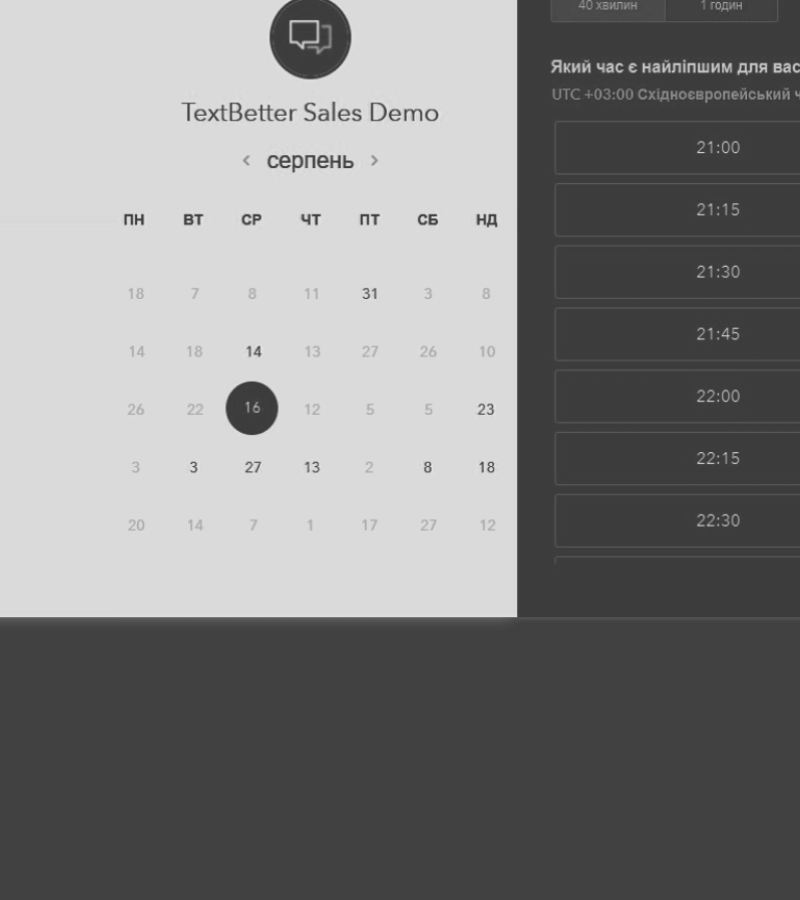 TextBetter Sales Demo
‹ серпень ›
ПН ВТ СР ЧТ ПТ СБ НД
18 7 8 11 31 3 8
14 18 14 13 27 26 10
26 22 16 12 5 5 23
3 3 27 13 2 8 18
20 14 7 1 17 27 12
40 хвилин 1 годин
Який час є найліпшим для вас
UTC +03:00 Східноєвропейський ч
21:00
21:15
21:30
21:45
22:00
22:15
22:30